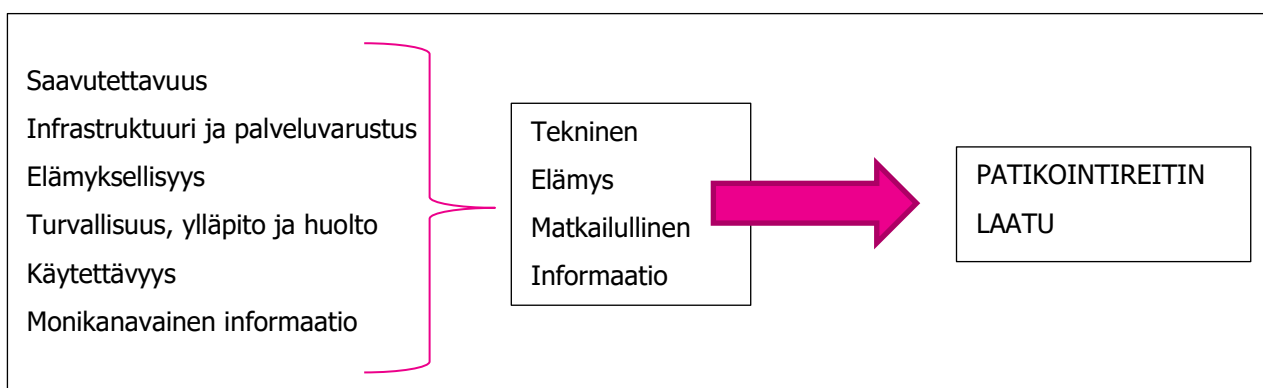 Saavutettavuus
Infrastruktuuri ja palveluvarustus
Elämyksellisyys
Turvallisuus, ylläpito ja huolto
Käytettävyys
Monikanavainen informaatio
Tekninen
Elämys
Matkailullinen
Informaatio
PATIKOINTIREITIN
LAATU